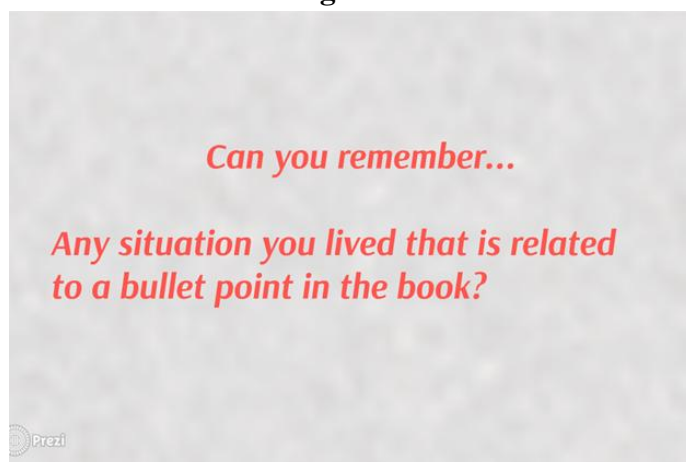 Can you remember...
Any situation you lived that is related
to a bullet point in the book?
Prezi